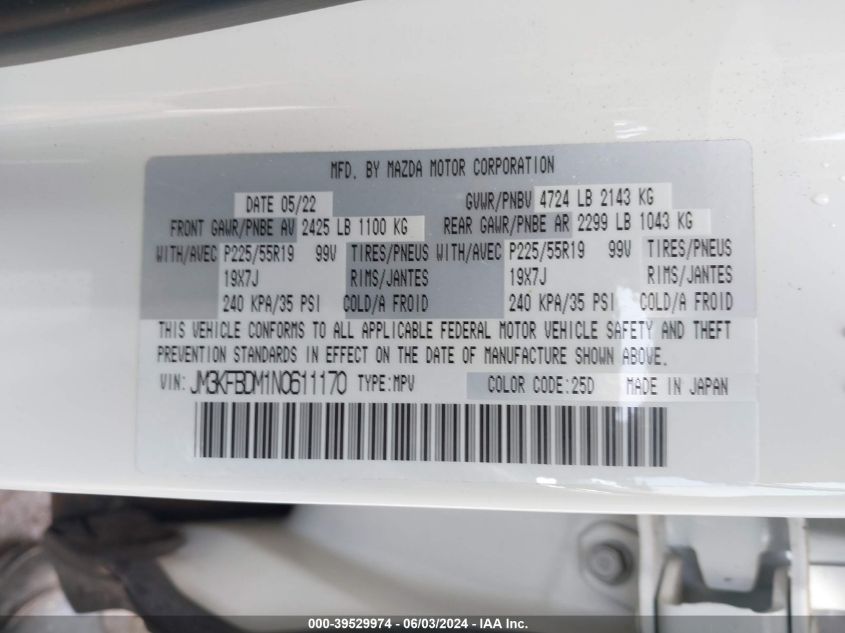 MFD. BY MAZDA MOTOR CORPORATION
DATE 05/22 GVWR/PNBV 4724 LB 2143 KG
FRONT GAWR/PNBE AV 2425 LB 1100 KG REAR GAWR/PNBE AR 2299 LB 1043 KG
WITH/AVEC P225/55R19 99V TIRES/PNEUS WITH/AVEC P225/55R19 99V TIRES/PNEUS
19X7J RIMS/JANTES 19X7J RIMS/JANTES
240 KPA/35 PSI COLD/A FROID 240 KPA/35 PSI COLD/A FROID
THIS VEHICLE CONFORMS TO ALL APPLICABLE FEDERAL MOTOR VEHICLE SAFETY AND THEFT
PREVENTION STANDARDS IN EFFECT ON THE DATE OF MANUFACTURE SHOWN ABOVE.
VIN: JM3KFBDM1N0611170 TYPE:MPV COLOR CODE:25D MADE IN JAPAN
000-39529974 - 06/03/2024 - IAA Inc.